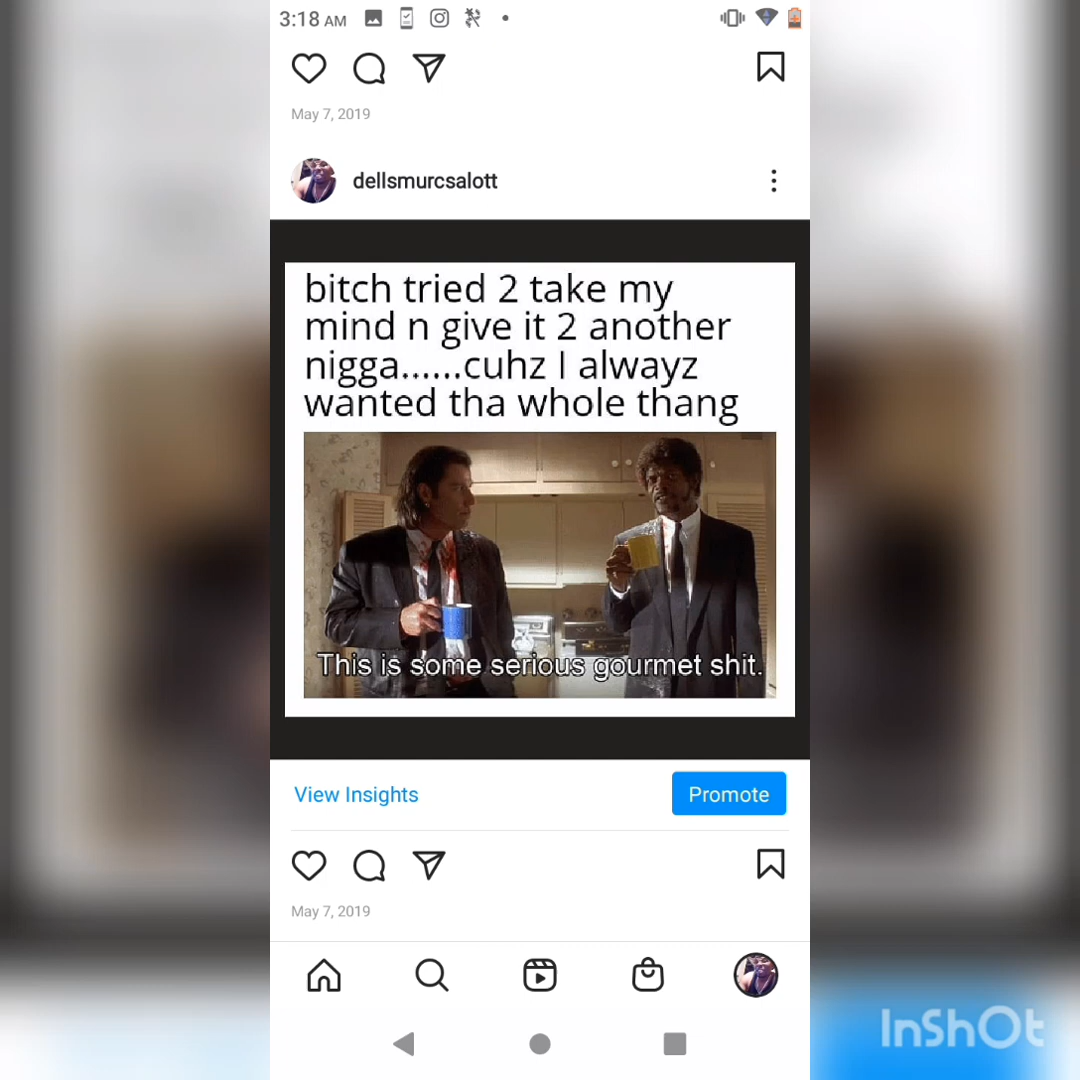 3:18 AM
May 7, 2019
dellsmurcsalott
bitch tried 2 take my
mind n give it 2 another
nigga......cuhz I alwayz
wanted tha whole thang
This is some serious gourmet shit.
View Insights
Promote
May 7, 2019
InShOt